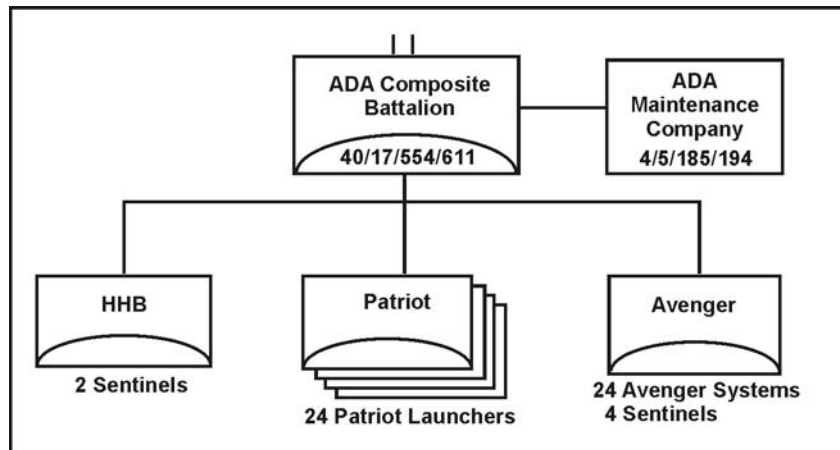 ADA Composite
Battalion
40/17/554/611
ADA
Maintenance
Company
4/5/185/194
HHB
2 Sentinels
Patriot
24 Patriot Launchers
Avenger
24 Avenger Systems
4 Sentinels